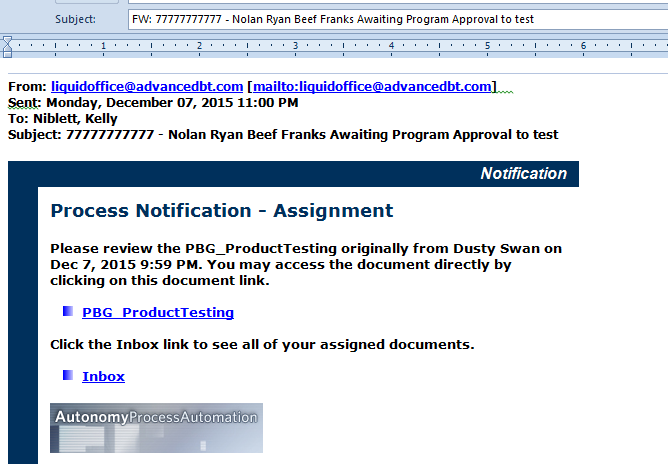 Subject: FW: 77777777777 - Nolan Ryan Beef Franks Awaiting Program Approval to test
1 2 3 4 5 6
From: liquidoffice@advancedbt.com [mailto:liquidoffice@advancedbt.com]
Sent: Monday, December 07, 2015 11:00 PM
To: Niblett, Kelly
Subject: 77777777777 - Nolan Ryan Beef Franks Awaiting Program Approval to test
Notification
Process Notification - Assignment
Please review the PBG_ProductTesting originally from Dusty Swan on
Dec 7, 2015 9:59 PM. You may access the document directly by
clicking on this document link.
PBG_ProductTesting
Click the Inbox link to see all of your assigned documents.
Inbox
AutonomyProcessAutomation